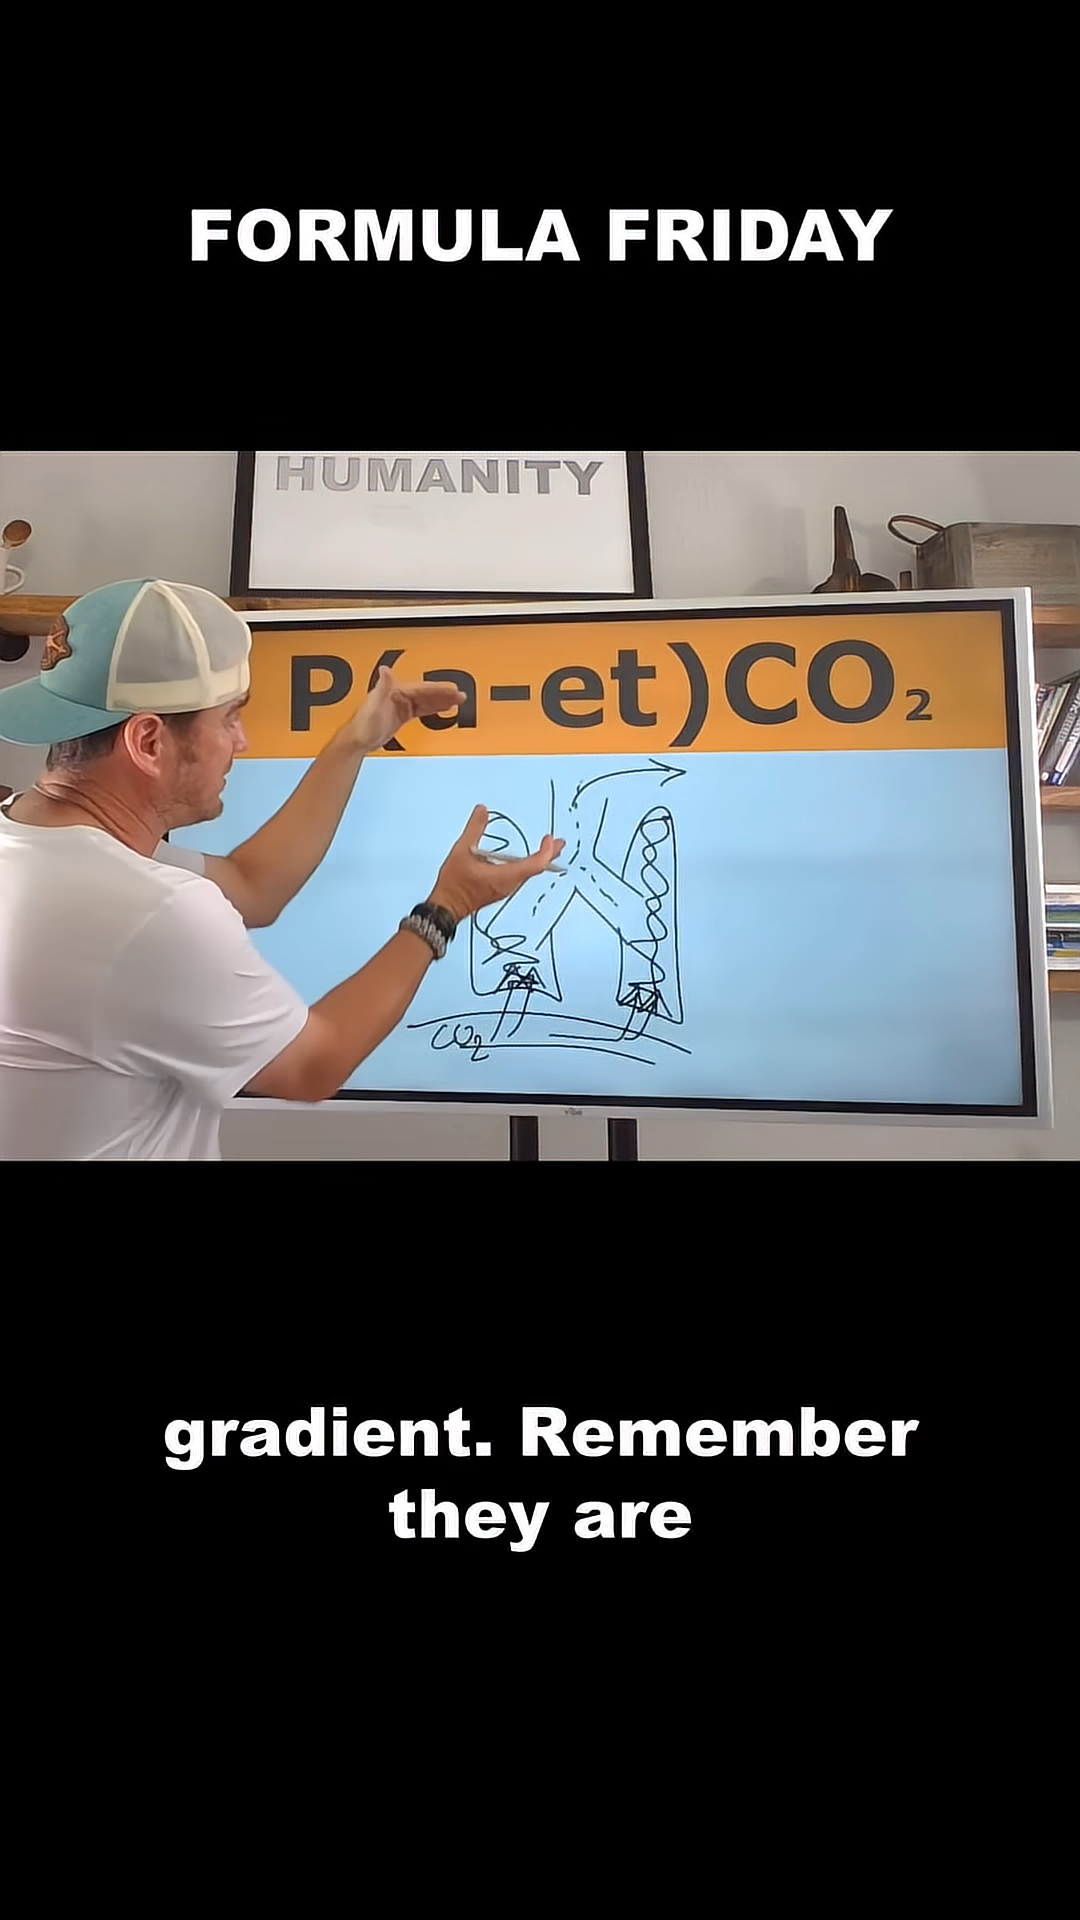 FORMULA FRIDAY
HUMANITY
P(a-et)CO₂
CO₂
gradient. Remember
they are